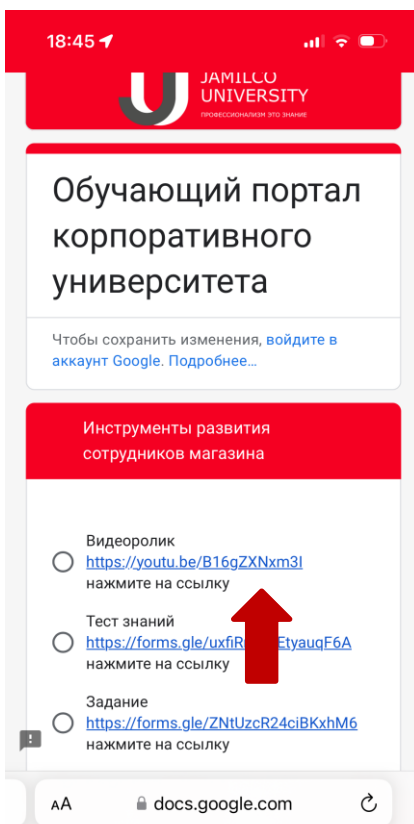 18:45
JAMILCO
UNIVERSITY
ПРОФЕССИОНАЛИЗМ ЭТО ЗНАНИЕ
Обучающий портал
корпоративного
университета
Чтобы сохранить изменения, войдите в
аккаунт Google. Подробнее…
Инструменты развития
сотрудников магазина
Видеоролик
https://youtu.be/B16gZXNxm3I
нажмите на ссылку
Тест знаний
нажмите на ссылку
Задание
https://forms.gle/ZNtUzcR24ciBKxhM6
нажмите на ссылку
AA docs.google.com